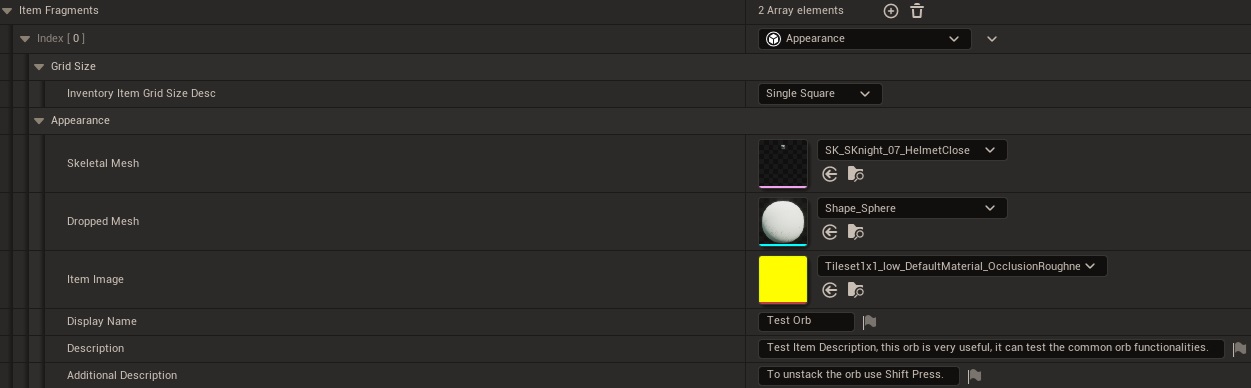 Item Fragments 2 Array elements
Index [ 0 ] Appearance
Grid Size
Inventory Item Grid Size Desc Single Square
Appearance
Skeletal Mesh SK_SKnight_07_HelmetClose
Dropped Mesh Shape_Sphere
Item Image Tileset1x1_low_DefaultMaterial_OcclusionRoughne
Display Name Test Orb
Description Test Item Description, this orb is very useful, it can test the common orb functionalities.
Additional Description To unstack the orb use Shift Press.